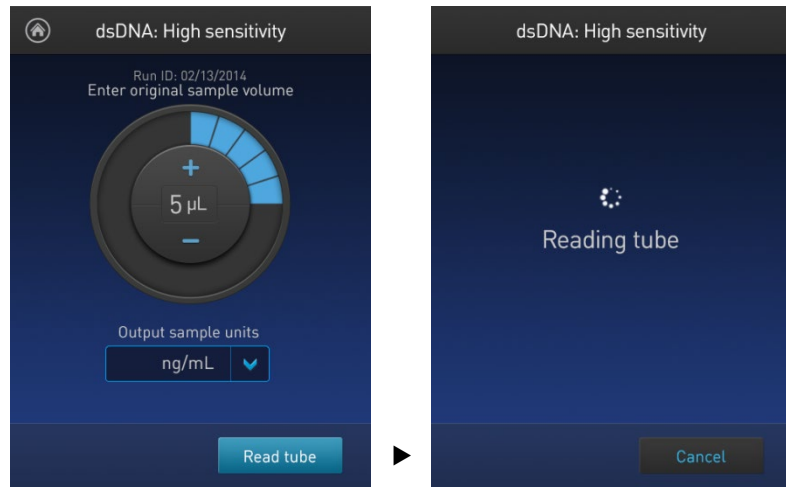 dsDNA: High sensitivity
Run ID: 02/13/2014
Enter original sample volume
+
5 µL
−
Output sample units
ng/mL
Read tube
dsDNA: High sensitivity
Reading tube
Cancel